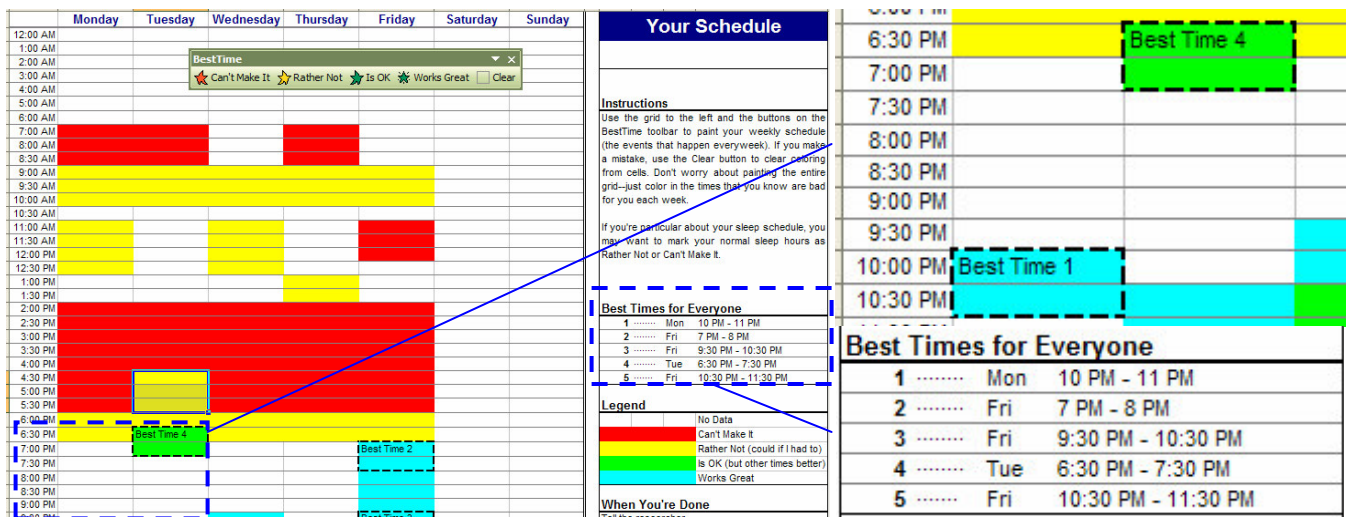 Monday Tuesday Wednesday Thursday Friday Saturday Sunday
12:00 AM
1:00 AM
2:00 AM
3:00 AM
4:00 AM
5:00 AM
6:00 AM
7:00 AM
8:00 AM
8:30 AM
9:00 AM
9:30 AM
10:00 AM
10:30 AM
11:00 AM
11:30 AM
12:00 PM
12:30 PM
1:00 PM
1:30 PM
2:00 PM
2:30 PM
3:00 PM
3:30 PM
4:00 PM
4:30 PM
5:00 PM
5:30 PM
6:00 PM
6:30 PM Best Time 4
7:00 PM Best Time 2
7:30 PM
8:00 PM
8:30 PM
9:00 PM
BestTime
Can't Make It Rather Not Is OK Works Great Clear
Your Schedule
Instructions
Use the grid to the left and the buttons on the
BestTime toolbar to paint your weekly schedule
(the events that happen everyweek). If you make
a mistake, use the Clear button to clear coloring
from cells. Don't worry about painting the entire
grid--just color in the times that you know are bad
for you each week.
If you're particular about your sleep schedule, you
may want to mark your normal sleep hours as
Rather Not or Can't Make It.
Best Times for Everyone
1 ········ Mon 10 PM - 11 PM
2 ········ Fri 7 PM - 8 PM
3 ········ Fri 9:30 PM - 10:30 PM
4 ········ Tue 6:30 PM - 7:30 PM
5 ······· Fri 10:30 PM - 11:30 PM
Legend
No Data
Can't Make It
Rather Not (could if I had to)
Is OK (but other times better)
Works Great
When You're Done
6:30 PM Best Time 4
7:00 PM
7:30 PM
8:00 PM
8:30 PM
9:00 PM
9:30 PM
10:00 PM Best Time 1
10:30 PM
Best Times for Everyone
1 ········ Mon 10 PM - 11 PM
2 ········ Fri 7 PM - 8 PM
3 ········ Fri 9:30 PM - 10:30 PM
4 ········ Tue 6:30 PM - 7:30 PM
5 ······· Fri 10:30 PM - 11:30 PM